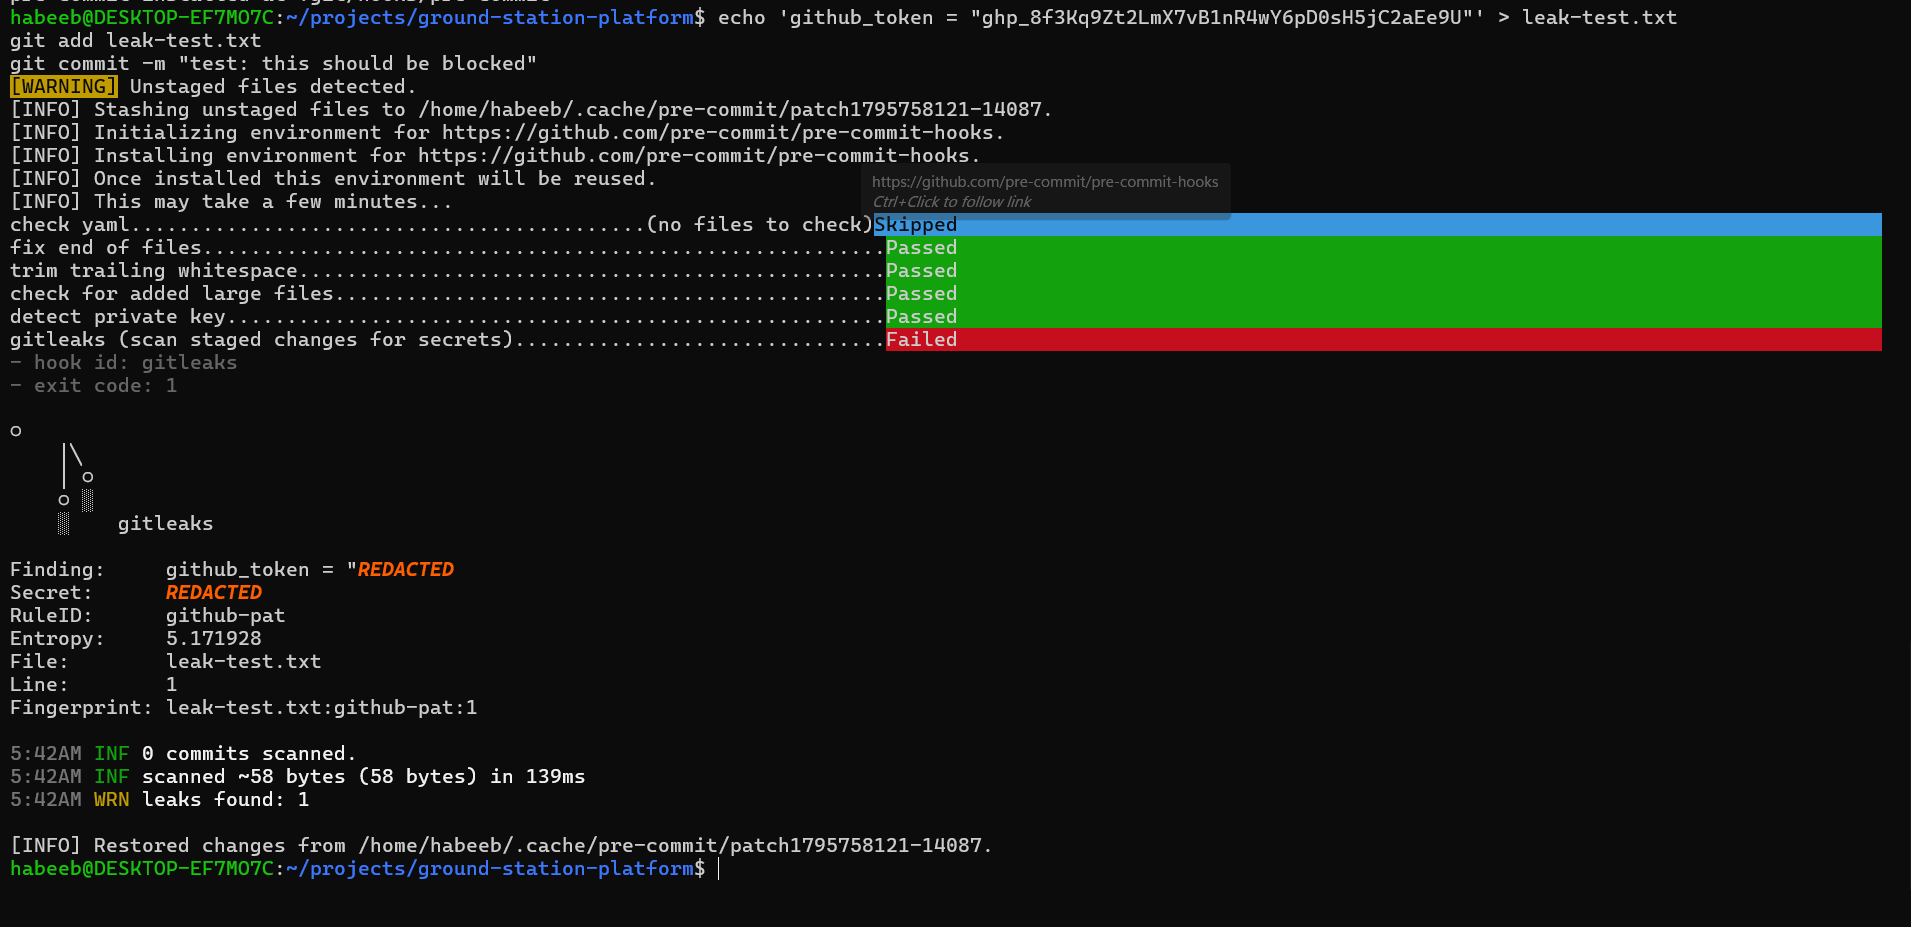 habeeb@DESKTOP-EF7MO7C:~/projects/ground-station-platform$ echo 'github_token = "ghp_8f3Kq9Zt2LmX7vB1nR4wY6pD0sH5jC2aEe9U"' > leak-test.txt
git add leak-test.txt
git commit -m "test: this should be blocked"
[WARNING] Unstaged files detected.
[INFO] Stashing unstaged files to /home/habeeb/.cache/pre-commit/patch1795758121-14087.
[INFO] Initializing environment for https://github.com/pre-commit/pre-commit-hooks.
[INFO] Installing environment for https://github.com/pre-commit/pre-commit-hooks.
[INFO] Once installed this environment will be reused.
https://github.com/pre-commit/pre-commit-hooks
[INFO] This may take a few minutes...
Ctrl+Click to follow link
check yaml...........................................(no files to check)Skipped
fix end of files.........................................................Passed
trim trailing whitespace.................................................Passed
check for added large files..............................................Passed
detect private key.......................................................Passed
gitleaks (scan staged changes for secrets)...............................Failed
- hook id: gitleaks
- exit code: 1
○
│╲
│ ○
○ ░
░    gitleaks
Finding:     github_token = "REDACTED
Secret:      REDACTED
RuleID:      github-pat
Entropy:     5.171928
File:        leak-test.txt
Line:        1
Fingerprint: leak-test.txt:github-pat:1
5:42AM INF 0 commits scanned.
5:42AM INF scanned ~58 bytes (58 bytes) in 139ms
5:42AM WRN leaks found: 1
[INFO] Restored changes from /home/habeeb/.cache/pre-commit/patch1795758121-14087.
habeeb@DESKTOP-EF7MO7C:~/projects/ground-station-platform$